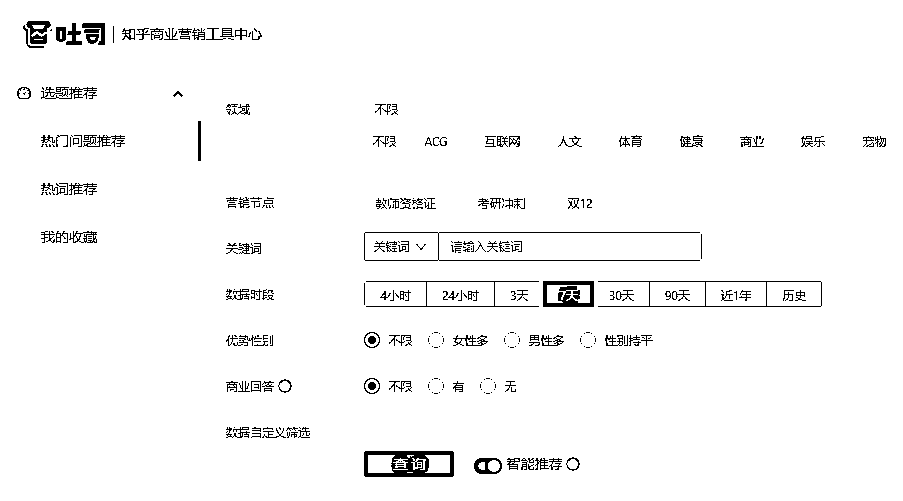 吐司 知乎商业营销工具中心
选题推荐
热门问题推荐
热词推荐
我的收藏
领域 不限
不限 ACG 互联网 人文 体育 健康 商业 娱乐 宠物
营销节点 教师资格证 考研冲刺 双12
关键词 关键词 请输入关键词
数据时段 4小时 24小时 3天 7天 30天 90天 近1年 历史
优势性别 不限 女性多 男性多 性别持平
商业回答 不限 有 无
数据自定义筛选
查询 智能推荐